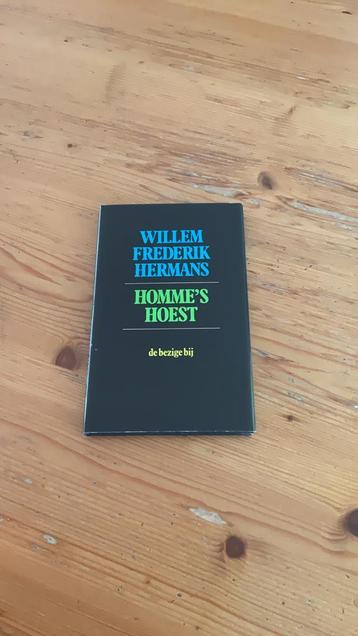 WILLEM
FREDERIK
HERMANS
HOMME'S
HOEST
de bezige bij